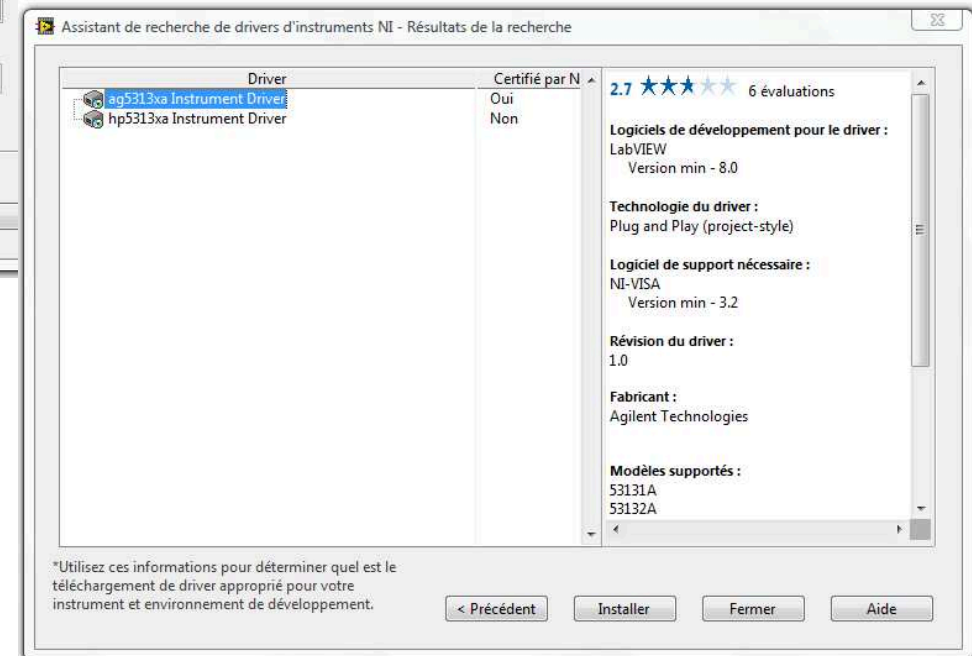 Assistant de recherche de drivers d'instruments NI - Résultats de la recherche
Driver Certifié par N
ag5313xa Instrument Driver Oui
hp5313xa Instrument Driver Non
2.7 6 évaluations
Logiciels de développement pour le driver :
LabVIEW
Version min - 8.0
Technologie du driver :
Plug and Play (project-style)
Logiciel de support nécessaire :
NI-VISA
Version min - 3.2
Révision du driver :
1.0
Fabricant :
Agilent Technologies
Modèles supportés :
53131A
53132A
*Utilisez ces informations pour déterminer quel est le
téléchargement de driver approprié pour votre
instrument et environnement de développement.
< Précédent Installer Fermer Aide